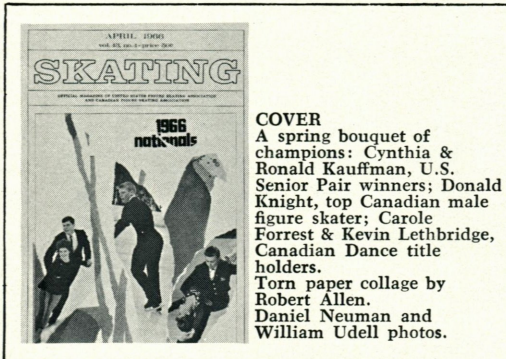 APRIL 1966
vol. 43, no. 4–price 50¢
SKATING
OFFICIAL MAGAZINE OF UNITED STATES FIGURE SKATING ASSOCIATION
AND CANADIAN FIGURE SKATING ASSOCIATION
1966
nationals
COVER
A spring bouquet of
champions: Cynthia &
Ronald Kauffman, U.S.
Senior Pair winners; Donald
Knight, top Canadian male
figure skater; Carole
Forrest & Kevin Lethbridge,
Canadian Dance title
holders.
Torn paper collage by
Robert Allen.
Daniel Neuman and
William Udell photos.